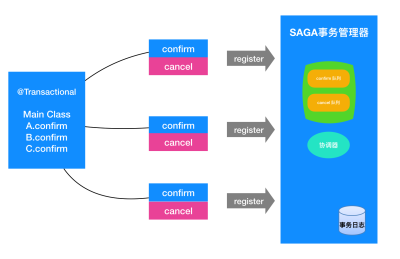 @Transactional
Main Class
A.confirm
B.confirm
C.confirm
confirm
cancel
register
confirm
cancel
register
confirm
cancel
register
SAGA事务管理器
confirm队列
cancel队列
协调器
事务日志